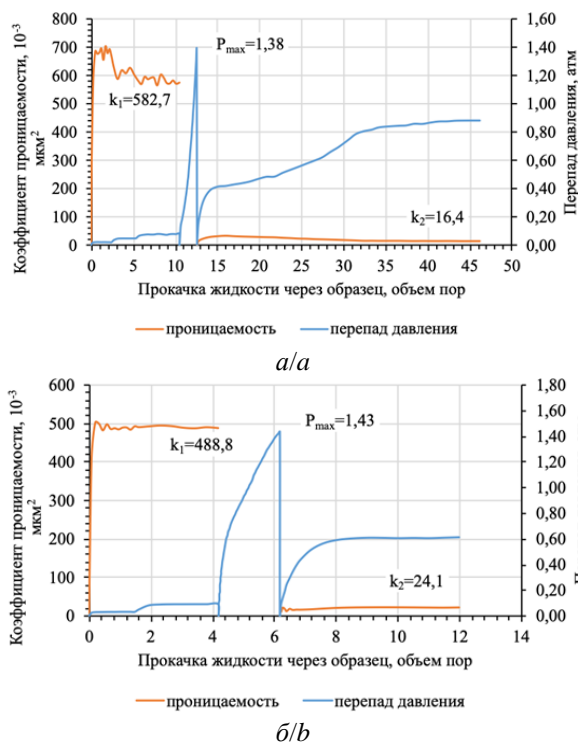 Коэффициент проницаемости, 10⁻³
мкм²
800
700
600
500
400
300
200
100
0
P_max=1,38
k₁=582,7
k₂=16,4
1,60
1,40
1,20
1,00
0,80
0,60
0,40
0,20
0,00
Перепад давления, атм
0 5 10 15 20 25 30 35 40 45 50
Прокачка жидкости через образец, объем пор
проницаемость перепад давления
а/a
Коэффициент проницаемости, 10⁻³
мкм²
600
500
400
300
200
100
0
P_max=1,43
k₁=488,8
k₂=24,1
1,80
1,60
1,40
1,20
1,00
0,80
0,60
0,40
0,20
0,00
0 2 4 6 8 10 12 14
Прокачка жидкости через образец, объем пор
проницаемость перепад давления
б/b